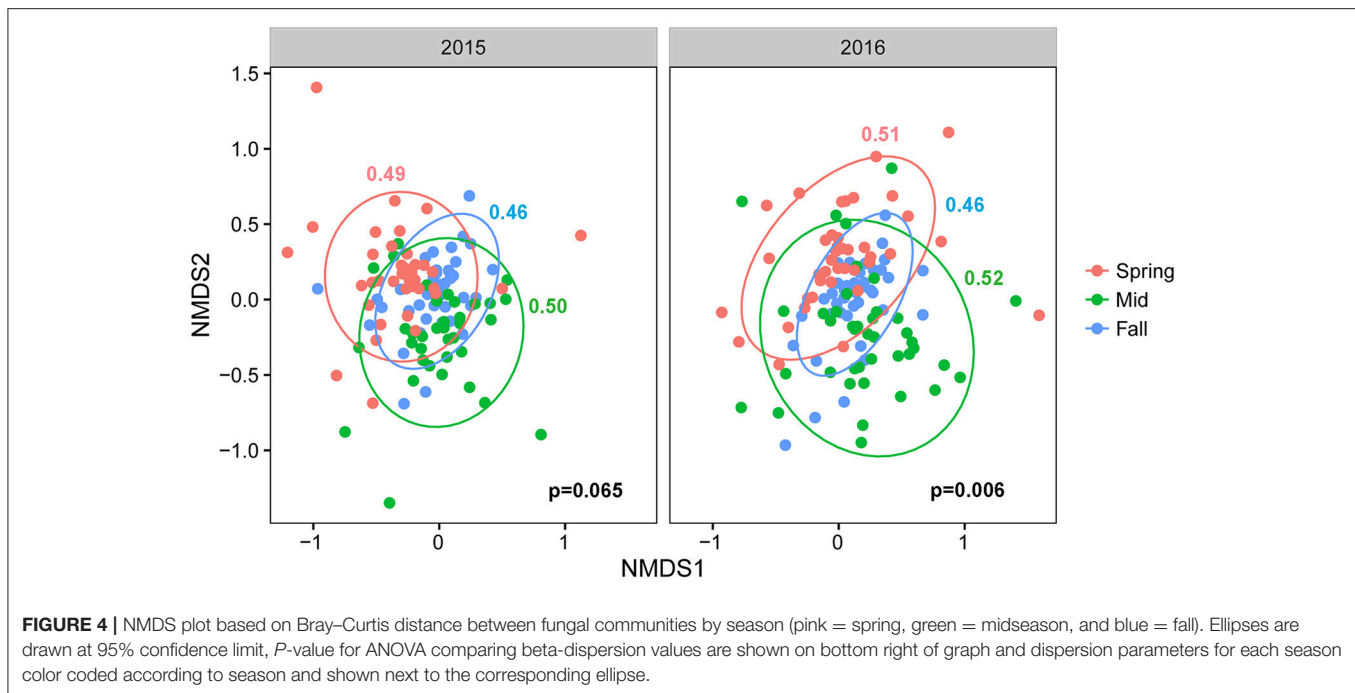 2015
2016
1.5
1.0
0.5
0.0
−0.5
−1.0
NMDS2
0.49
0.46
0.50
p=0.065
0.51
0.46
0.52
p=0.006
−1
0
1
−1
0
1
NMDS1
Spring
Mid
Fall
FIGURE 4 | NMDS plot based on Bray–Curtis distance between fungal communities by season (pink = spring, green = midseason, and blue = fall). Ellipses are
drawn at 95% confidence limit, P-value for ANOVA comparing beta-dispersion values are shown on bottom right of graph and dispersion parameters for each season
color coded according to season and shown next to the corresponding ellipse.